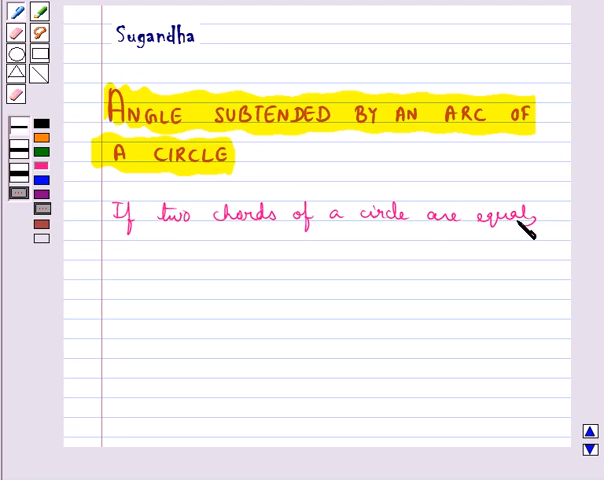 Sugandha
ANGLE SUBTENDED BY AN ARC OF
A CIRCLE
If two chords of a circle are equal,